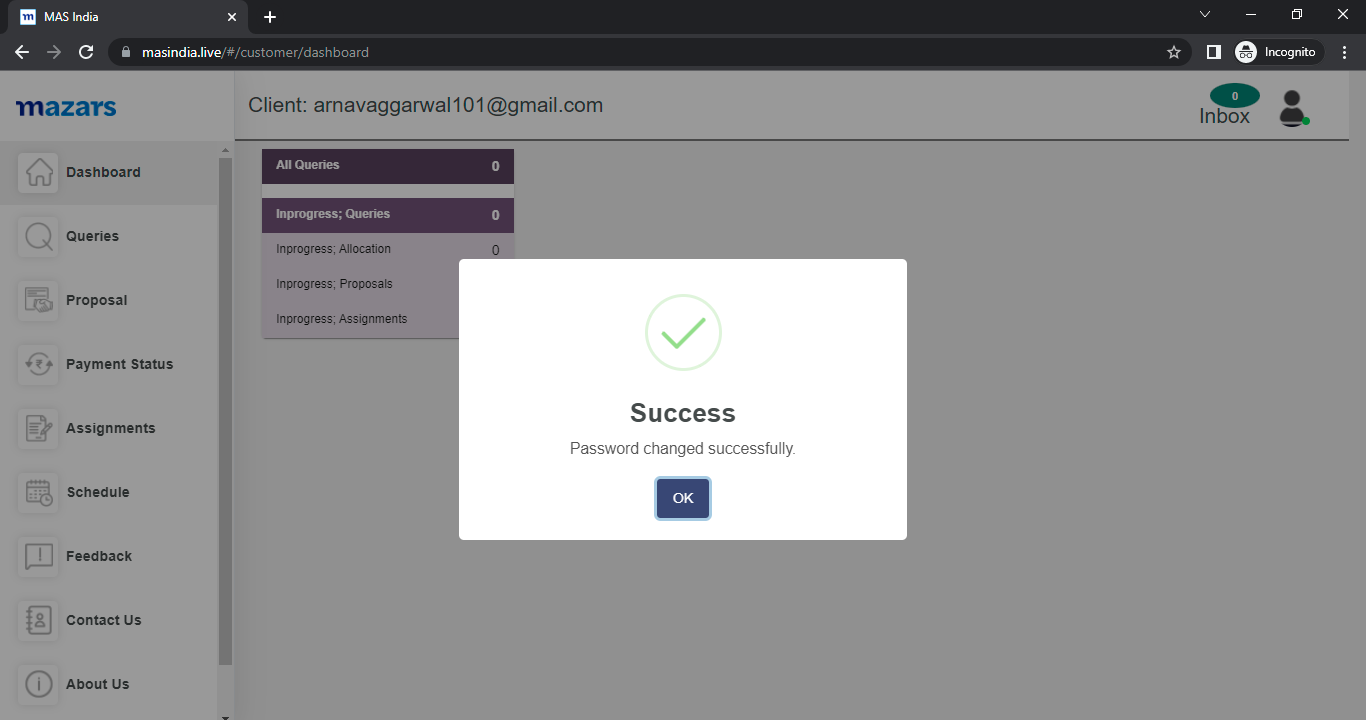 MAS India
masindia.live/#/customer/dashboard
Incognito
mazars
Client: arnavaggarwal101@gmail.com
0
Inbox
Dashboard
Queries
Proposal
Payment Status
Assignments
Schedule
Feedback
Contact Us
About Us
All Queries 0
Inprogress; Queries 0
Inprogress; Allocation 0
Inprogress; Proposals
Inprogress; Assignments
Success
Password changed successfully.
OK